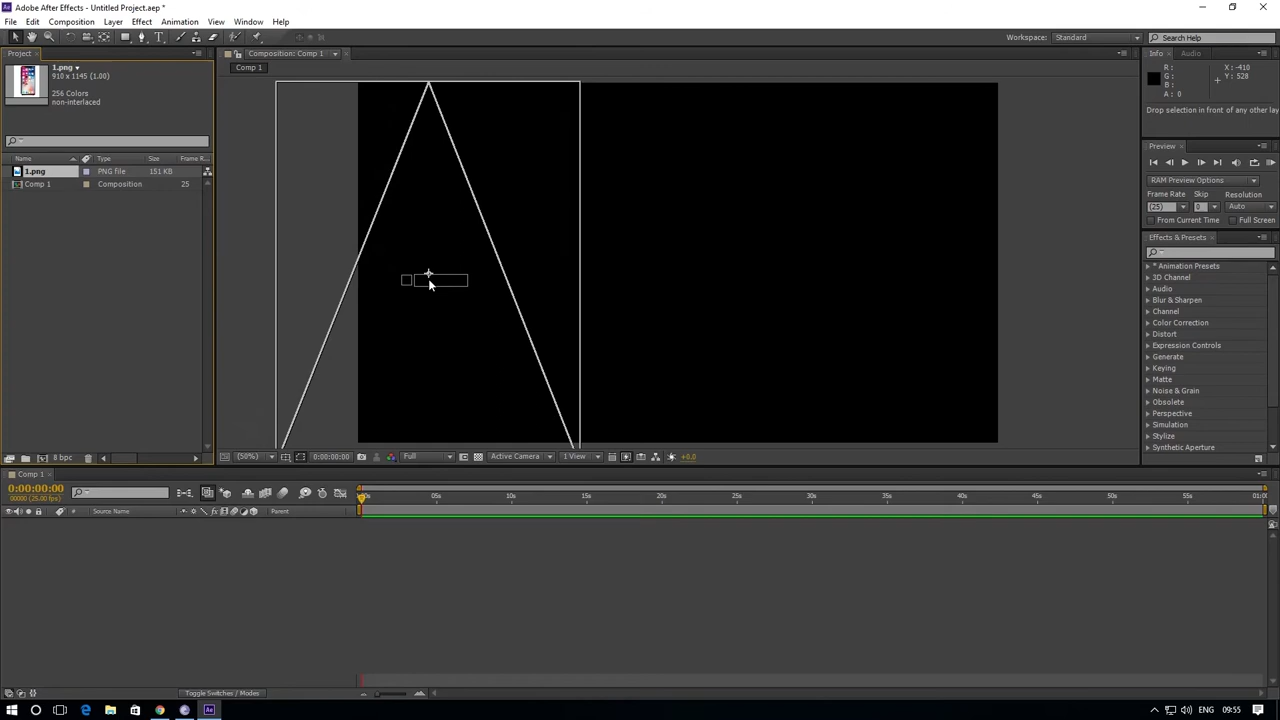 Adobe After Effects - Untitled Project.aep *
File Edit Composition Layer Effect Animation View Window Help
Workspace: Standard
Search Help
Project
Composition: Comp 1
Info
Audio
1.png
910 x 1145 (1.00)
256 Colors
non-interlaced
Comp 1
R :
G :
B :
A : 0
X : -410
Y : 528
Drop selection in front of any other lay
Preview
RAM Preview Options
Frame Rate Skip Resolution
(25) 0 Auto
From Current Time Full Screen
Name Type Size Frame R...
1.png PNG file 151 KB
Comp 1 Composition 25
Effects & Presets
* Animation Presets
3D Channel
Audio
Blur & Sharpen
Channel
Color Correction
Distort
Expression Controls
Generate
Keying
Matte
Noise & Grain
Obsolete
Perspective
Simulation
Stylize
Synthetic Aperture
8 bpc
(50%) 0:00:00:00 Full Active Camera 1 View +0.0
Comp 1
0:00:00:00
00000 (25.00 fps)
05s 10s 15s 20s 25s 30s 35s 40s 45s 50s 55s 01:00
# Source Name Parent
Toggle Switches / Modes
ENG 09:55